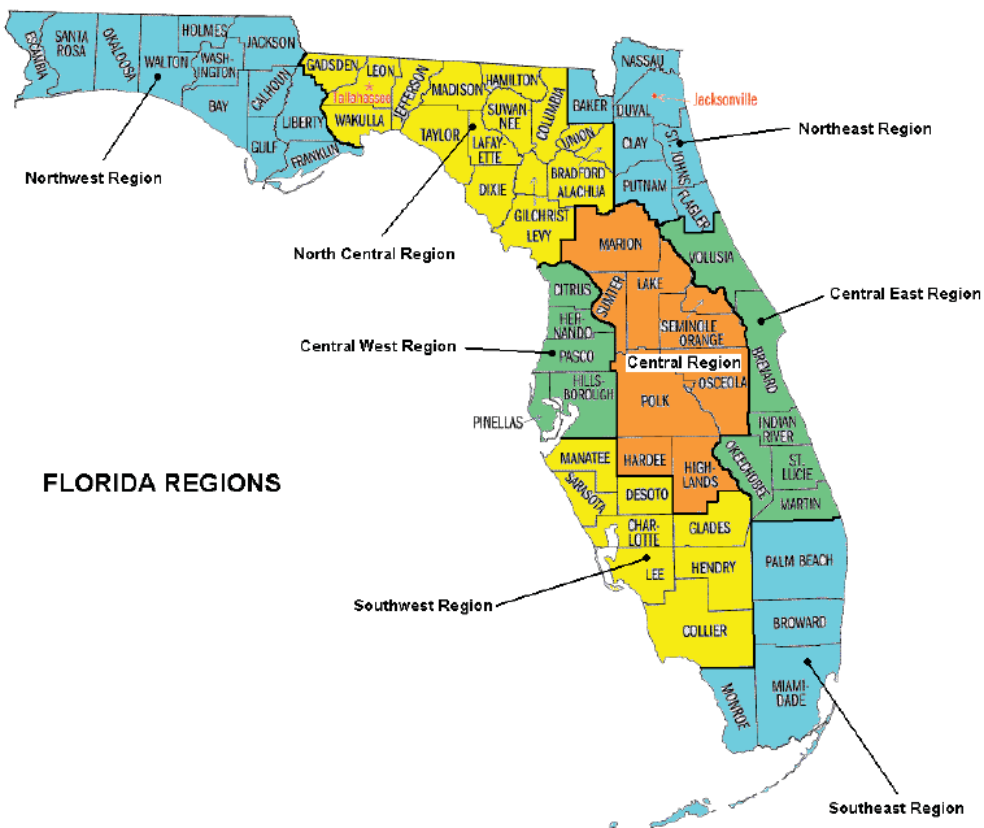 HOLMES
JACKSON
SANTA
ROSA
OKALOOSA
ESCAMBIA
WALTON
WASH-
INGTON
BAY
CALHOUN
LIBERTY
GULF
FRANKLIN
Northwest Region
GADSDEN
LEON
Tallahassee
JEFFERSON
WAKULLA
MADISON
HAMILTON
SUWAN-
NEE
COLUMBIA
TAYLOR
LAFAY-
ETTE
UNION
BRADFORD
ALACHUA
DIXIE
GILCHRIST
LEVY
North Central Region
NASSAU
BAKER
DUVAL
Jacksonville
CLAY
ST. JOHNS
PUTNAM
FLAGLER
Northeast Region
MARION
VOLUSIA
CITRUS
SUMTER
LAKE
HER-
NANDO
SEMINOLE
ORANGE
Central East Region
Central West Region
PASCO
Central Region
BREVARD
HILLS-
BOROUGH
OSCEOLA
POLK
PINELLAS
INDIAN
RIVER
MANATEE
HARDEE
HIGH-
LANDS
OKEECHOBEE
ST.
LUCIE
FLORIDA REGIONS
SARASOTA
DESOTO
MARTIN
CHAR-
LOTTE
GLADES
LEE
HENDRY
PALM BEACH
Southwest Region
COLLIER
BROWARD
MONROE
MIAMI-
DADE
Southeast Region